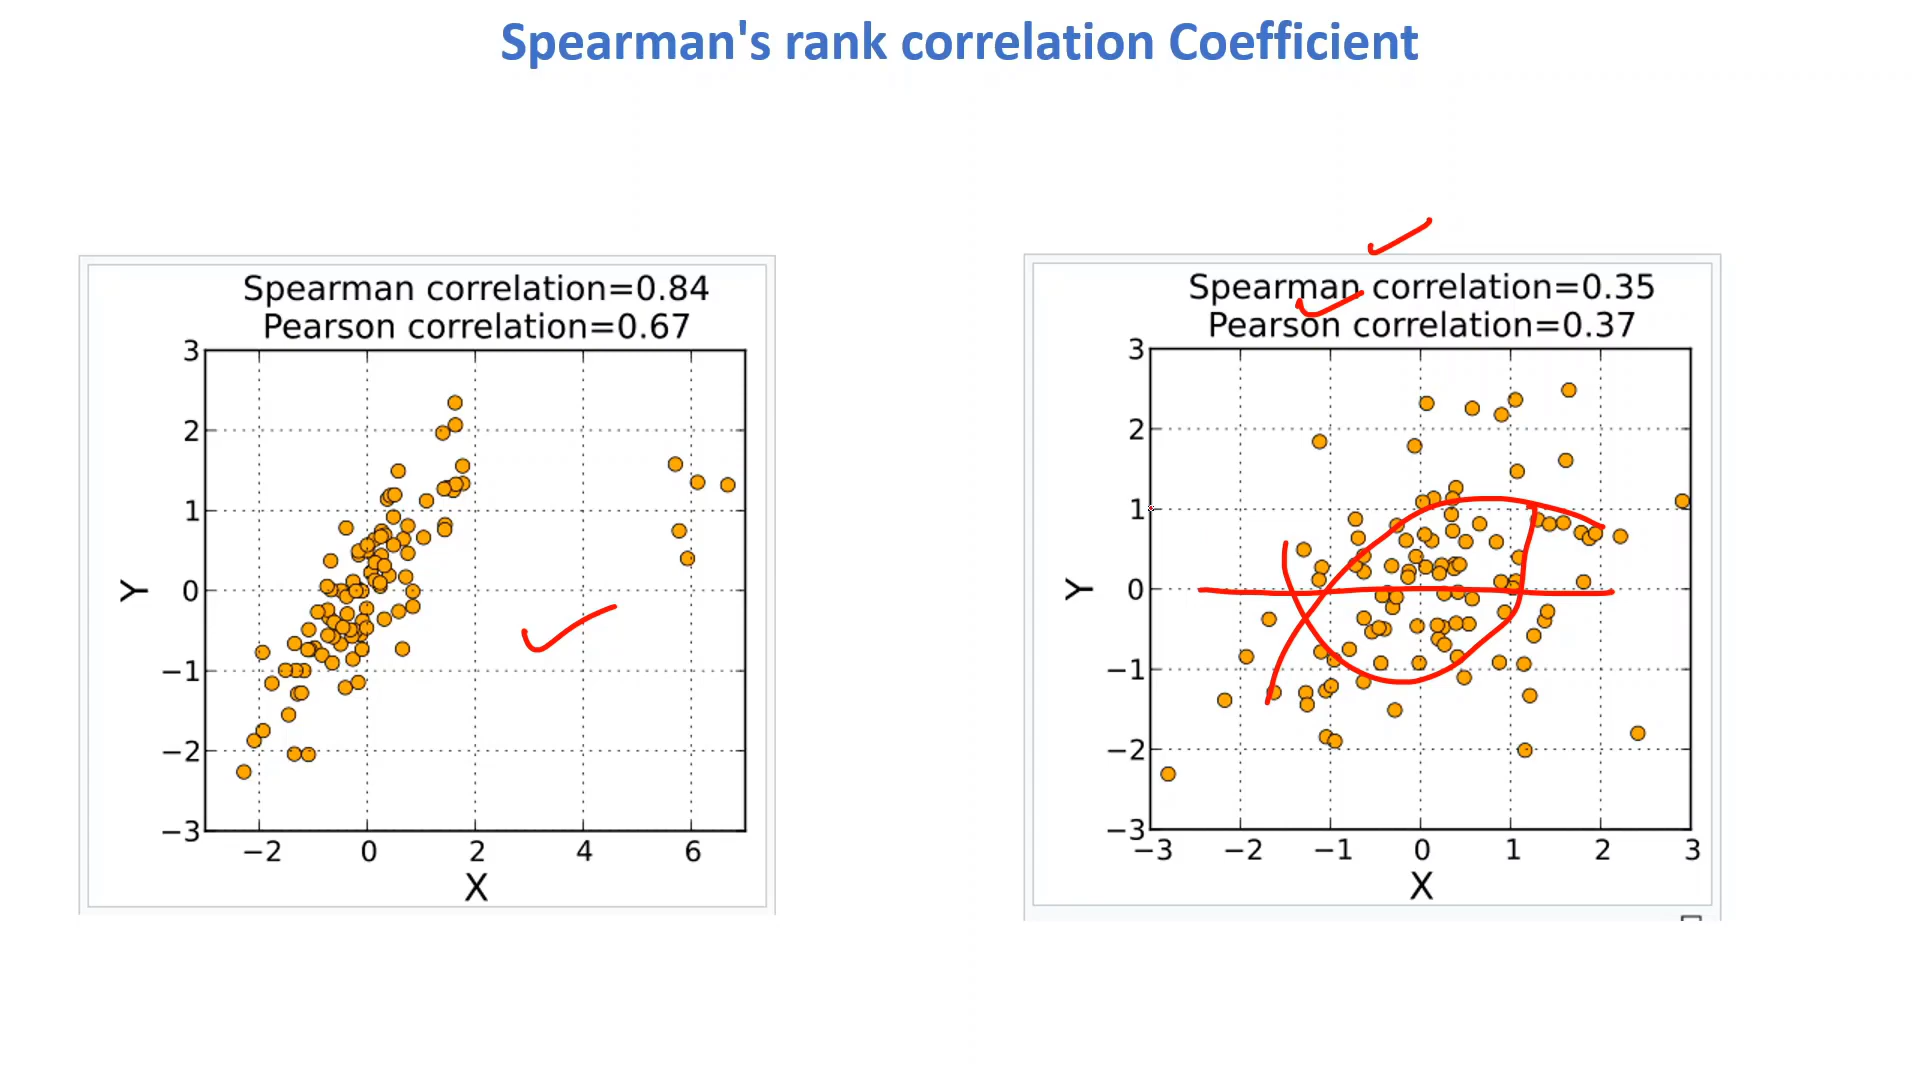 Spearman's rank correlation Coefficient
Spearman correlation=0.84
Pearson correlation=0.67
3
2
1
0
−1
−2
−3
Y
−2 0 2 4 6
X
Spearman correlation=0.35
Pearson correlation=0.37
3
2
1
0
−1
−2
−3
Y
−3 −2 −1 0 1 2 3
X